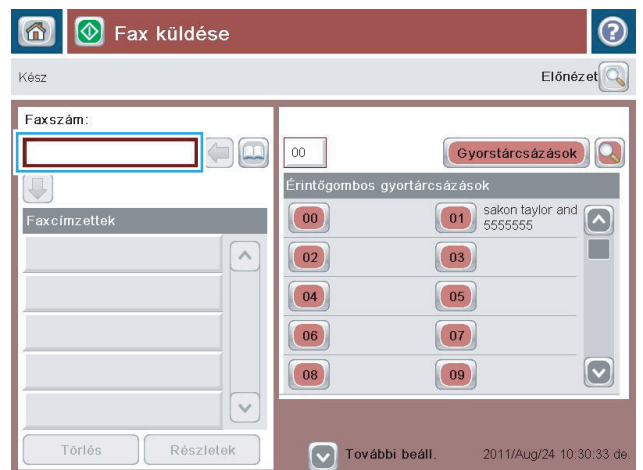 Fax küldése
Kész
Előnézet
Faxszám:
00
Gyorstárcsázások
Érintőgombos gyortárcsázások
Faxcímzettek
00
01
sakon taylor and
5555555
02
03
04
05
06
07
08
09
Törlés
Részletek
További beáll.
2011/Aug/24 10:30:33 de.